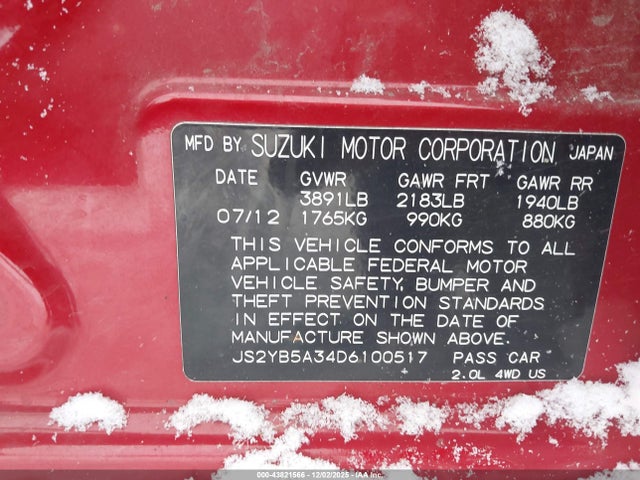 MFD BY SUZUKI MOTOR CORPORATION, JAPAN
DATE GVWR GAWR FRT GAWR RR
3891LB 2183LB 1940LB
07/12 1765KG 990KG 880KG
THIS VEHICLE CONFORMS TO ALL
APPLICABLE FEDERAL MOTOR
VEHICLE SAFETY, BUMPER AND
THEFT PREVENTION STANDARDS
IN EFFECT ON THE DATE OF
MANUFACTURE SHOWN ABOVE.
JS2YB5A34D6100517 PASS CAR
2.0L 4WD US
000-43821566 - 12/02/2025 - IAAI.COM